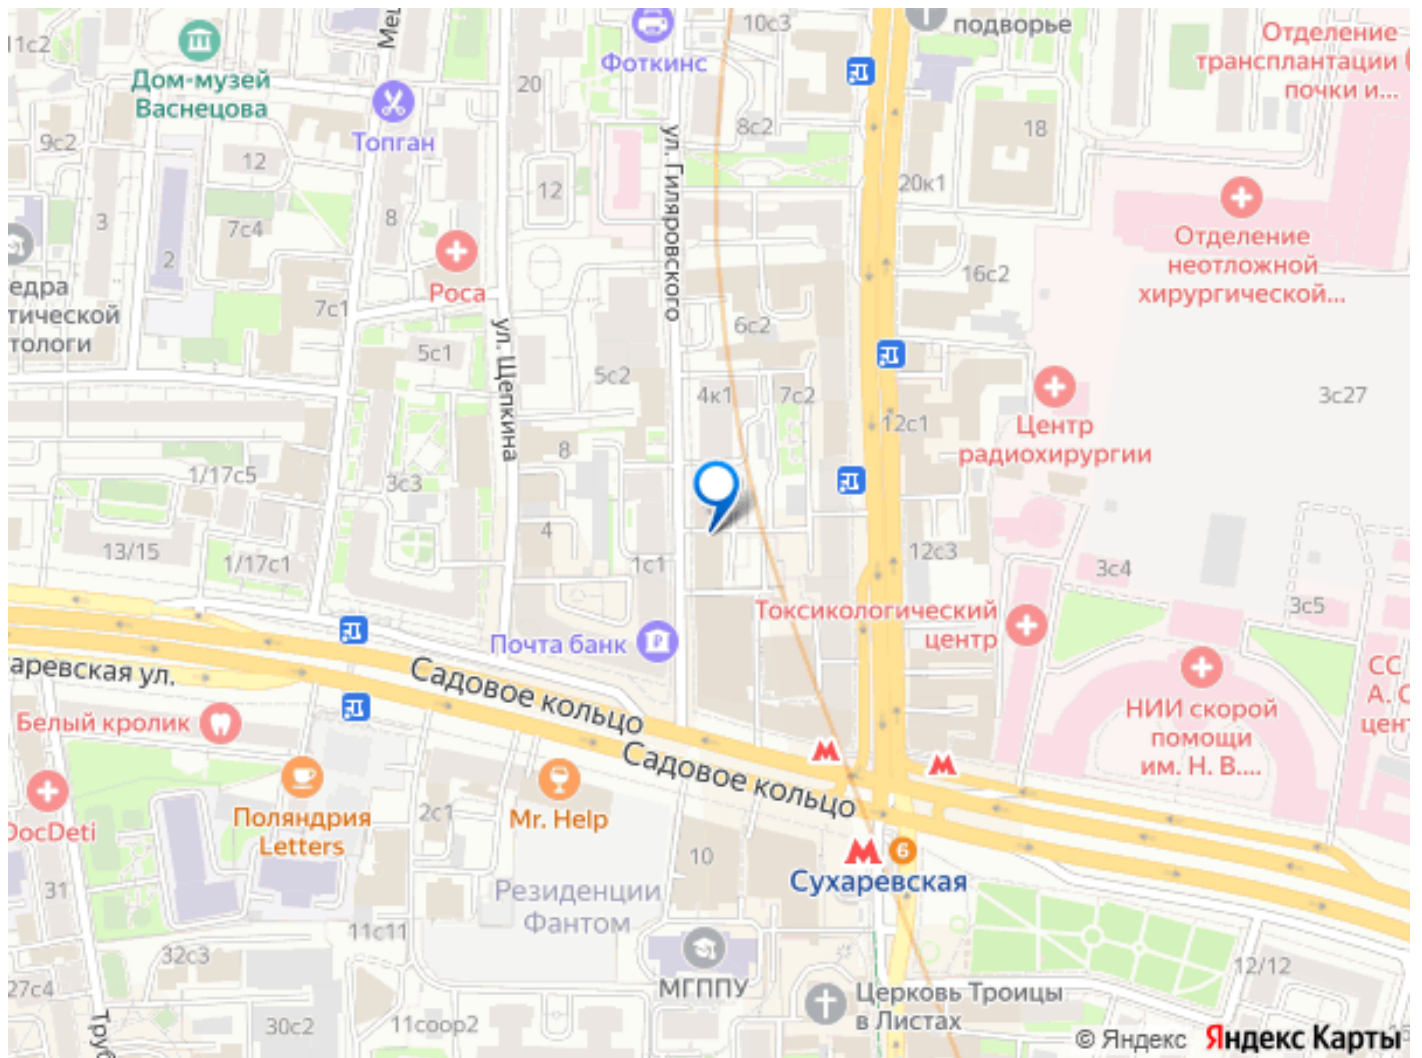 11с2
Дом-музей
Васнецова
9с2
12
3
7с4
2
Топган
8
Роса
7с1
едра
тической
тологи
20
Фоткинс
10с3
8с2
ул. Гиляровского
12
ул. Щепкина
5с1
5с2
6с2
4к1
7с2
подворье
18
20к1
16с2
Отделение
трансплантации
почки и...
Отделение
неотложной
хирургической...
3с27
Центр
радиохирургии
12с1
12с3
3с4
3с5
1/17с5
3с3
8
4
1с1
13/15
1/17с1
Токсикологический
центр
Почта банк
Садовое кольцо
Садовое кольцо
аревская ул.
НИИ скорой
помощи
им. Н. В....
СС
А. С
цент
Белый кролик
DocDeti
Поляндрия
Letters
2с1
Mr. Help
10
6
Сухаревская
Резиденции
Фантом
31
11с11
32с3
27с4
Труб
30с2
11соор2
МГППУ
Церковь Троицы
в Листах
12/12
© Яндекс Яндекс Карты